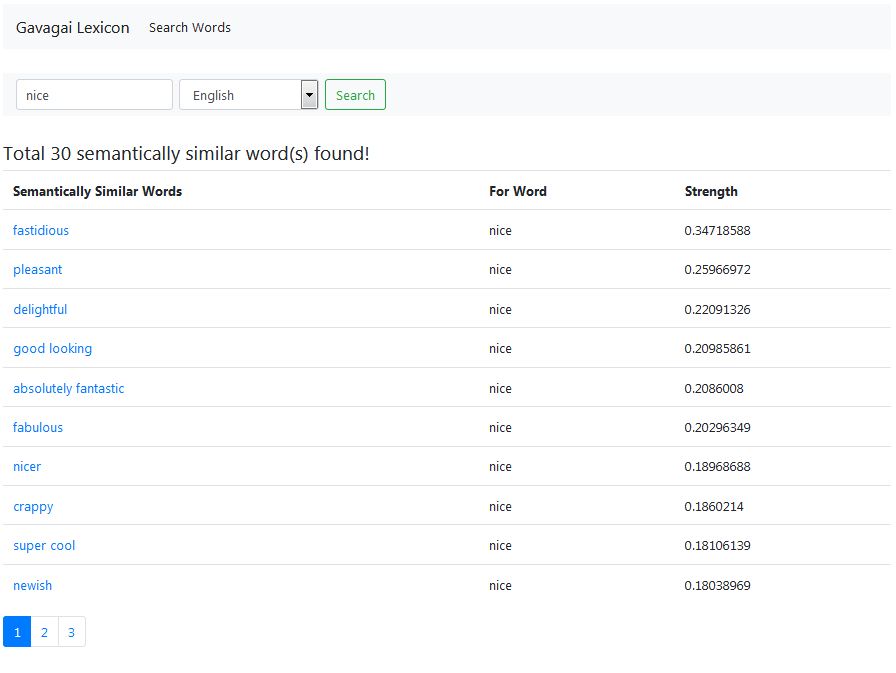 Gavagai Lexicon Search Words
nice English Search
Total 30 semantically similar word(s) found!
Semantically Similar Words For Word Strength
fastidious nice 0.34718588
pleasant nice 0.25966972
delightful nice 0.22091326
good looking nice 0.20985861
absolutely fantastic nice 0.2086008
fabulous nice 0.20296349
nicer nice 0.18968688
crappy nice 0.1860214
super cool nice 0.18106139
newish nice 0.18038969
1 2 3